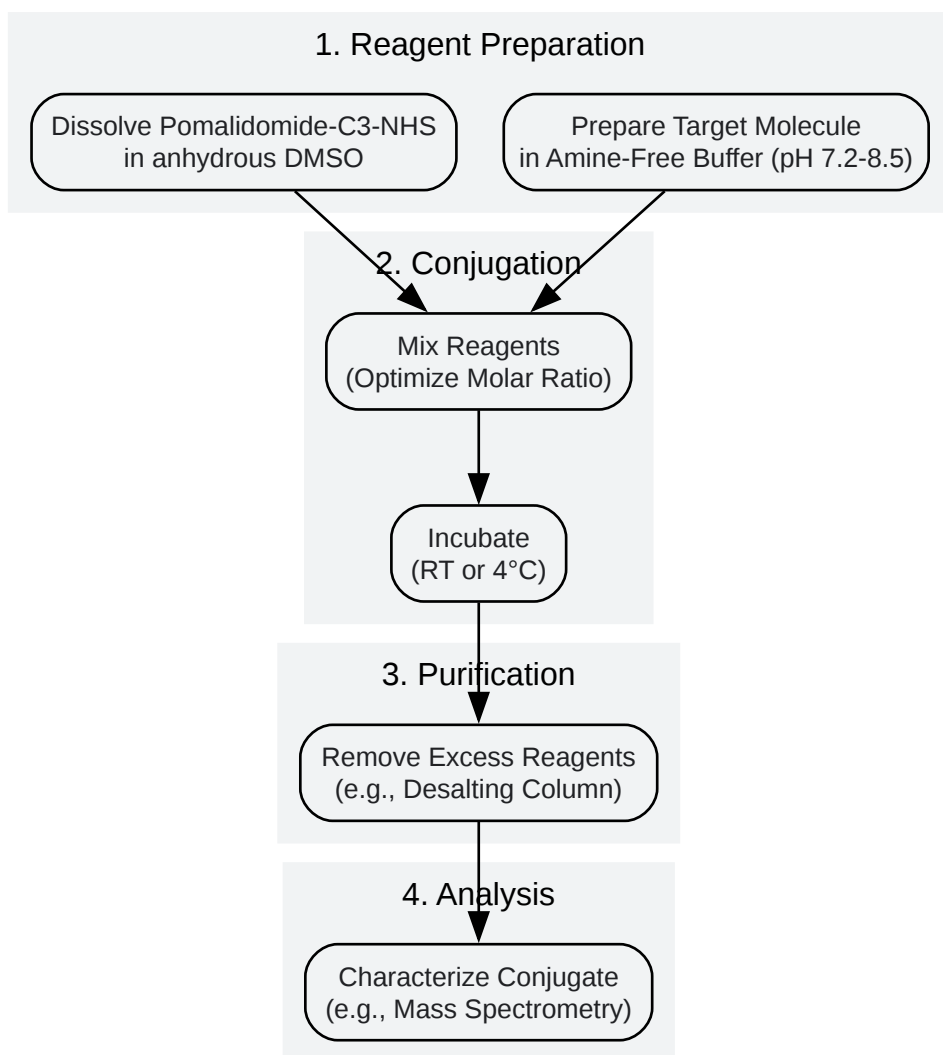 1. Reagent Preparation
Dissolve Pomalidomide-C3-NHS
in anhydrous DMSO
Prepare Target Molecule
in Amine-Free Buffer (pH 7.2-8.5)
2. Conjugation
Mix Reagents
(Optimize Molar Ratio)
Incubate
(RT or 4°C)
3. Purification
Remove Excess Reagents
(e.g., Desalting Column)
4. Analysis
Characterize Conjugate
(e.g., Mass Spectrometry)